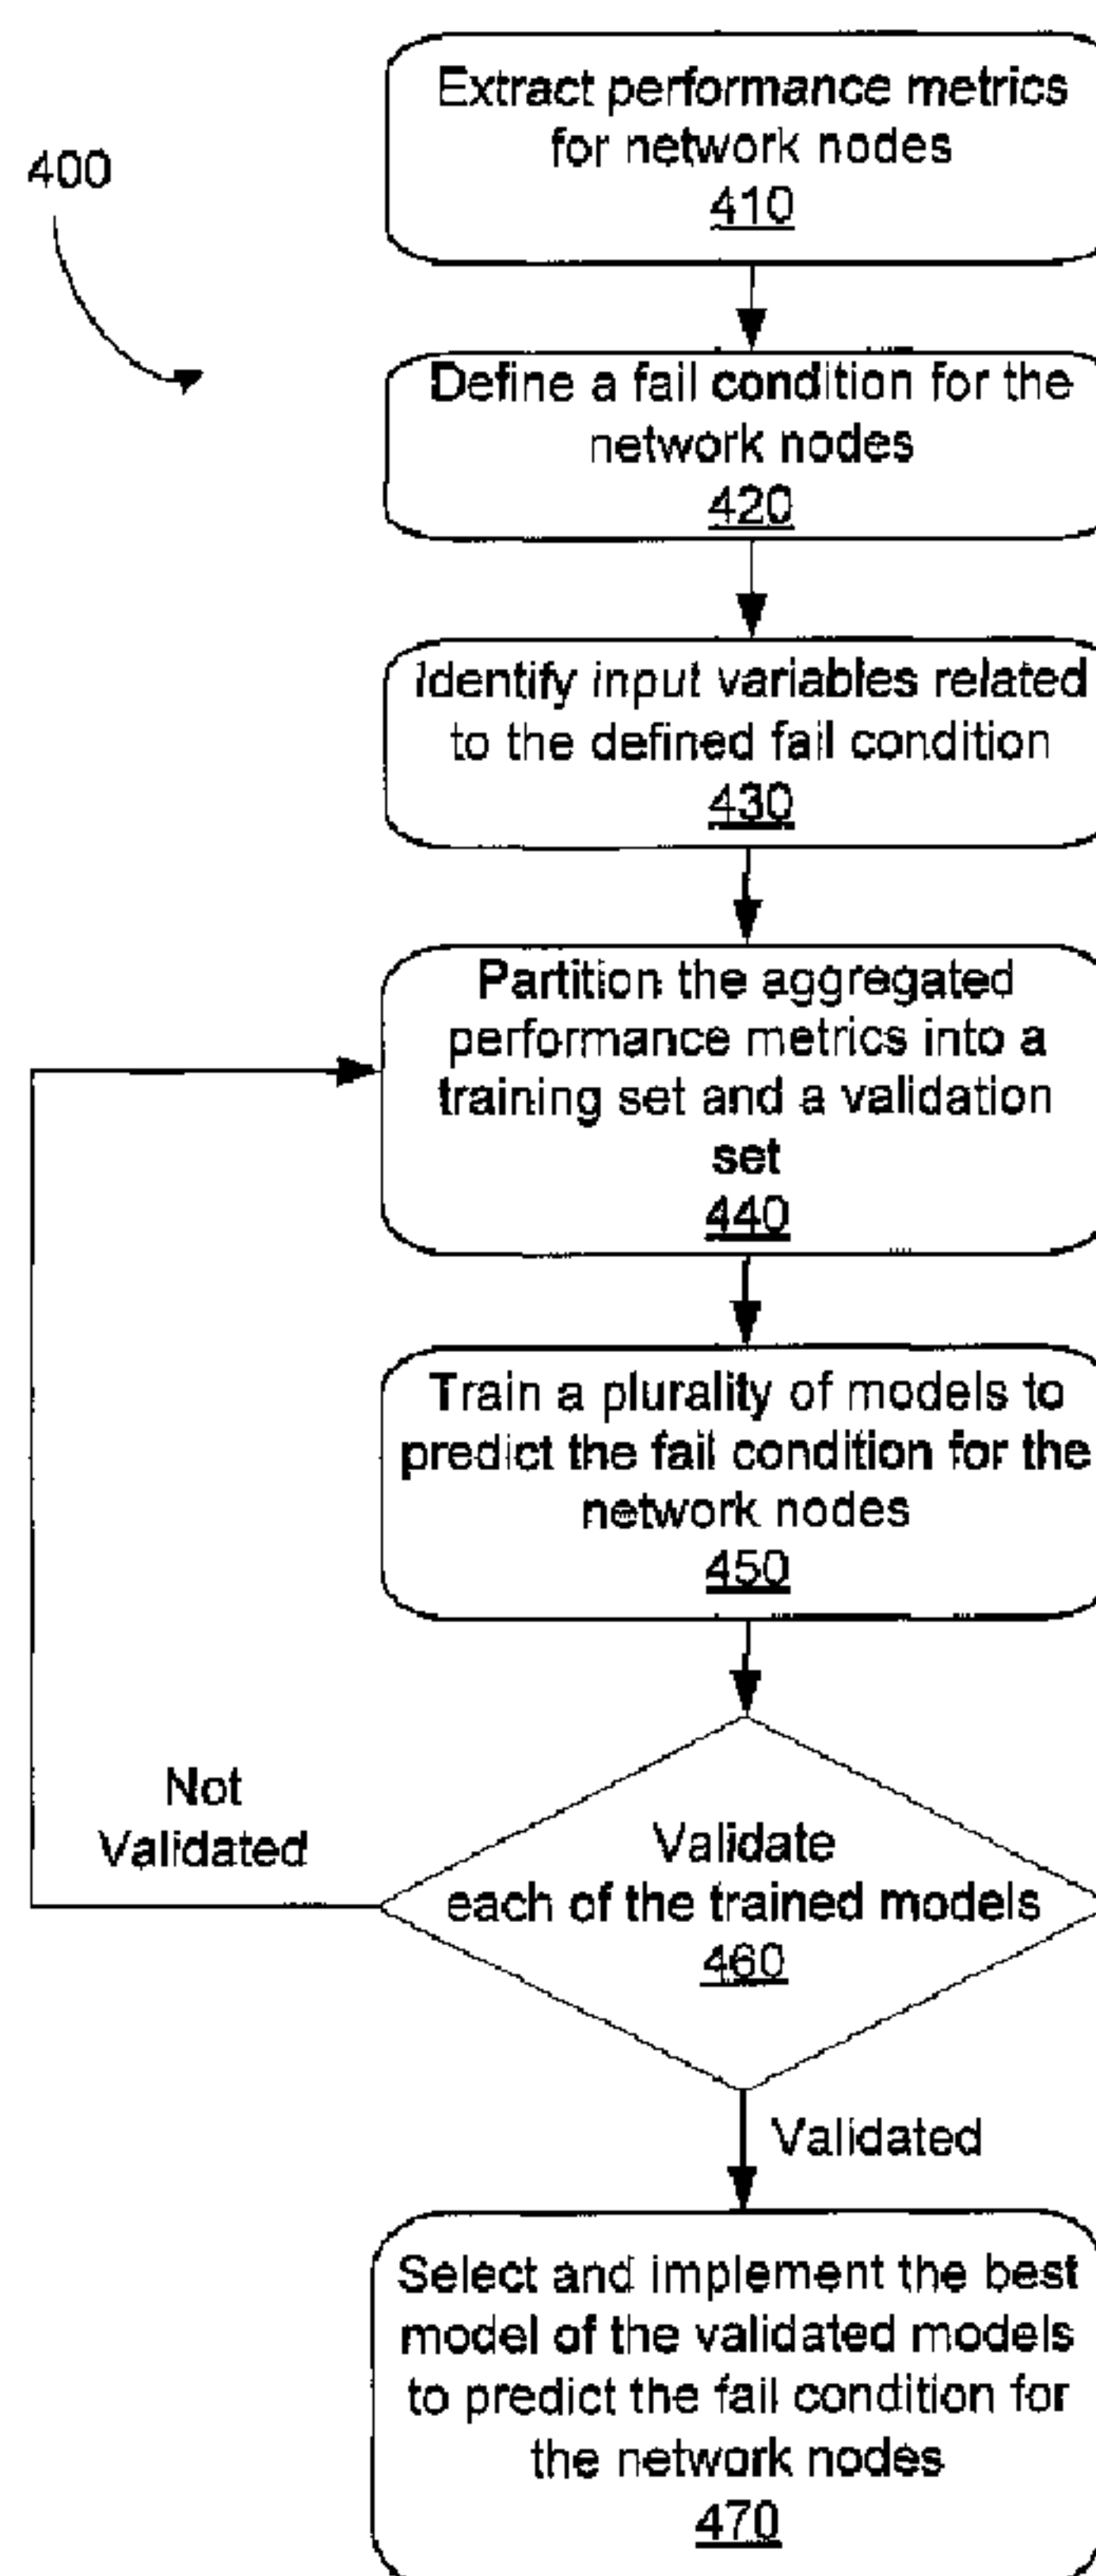 400
Extract performance metrics
for network nodes
410
Define a fail condition for the
network nodes
420
Identify input variables related
to the defined fail condition
430
Partition the aggregated
performance metrics into a
training set and a validation
set
440
Train a plurality of models to
predict the fail condition for the
network nodes
450
Not
Validated
Validate
each of the trained models
460
Validated
Select and implement the best
model of the validated models
to predict the fail condition for
the network nodes
470